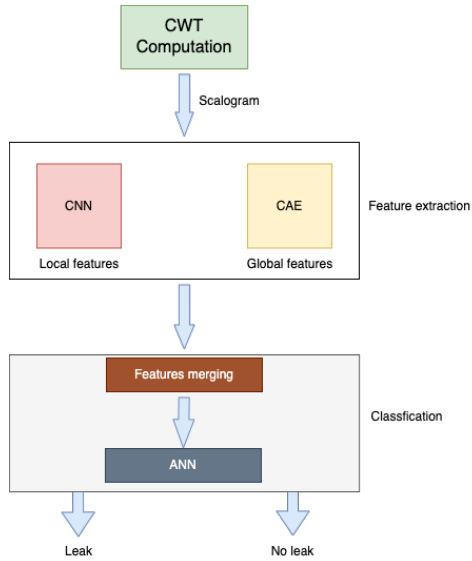 CWT
Computation
Scalogram
CNN
CAE
Feature extraction
Local features
Global features
Features merging
Classfication
ANN
Leak
No leak